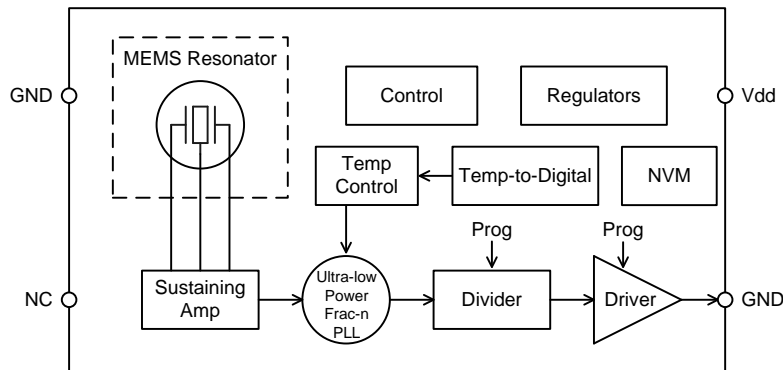 MEMS Resonator
GND
Control
Regulators
Vdd
Temp
Control
Temp-to-Digital
NVM
Prog
Prog
NC
Sustaining
Amp
Ultra-low
Power
Frac-n
PLL
Divider
Driver
GND